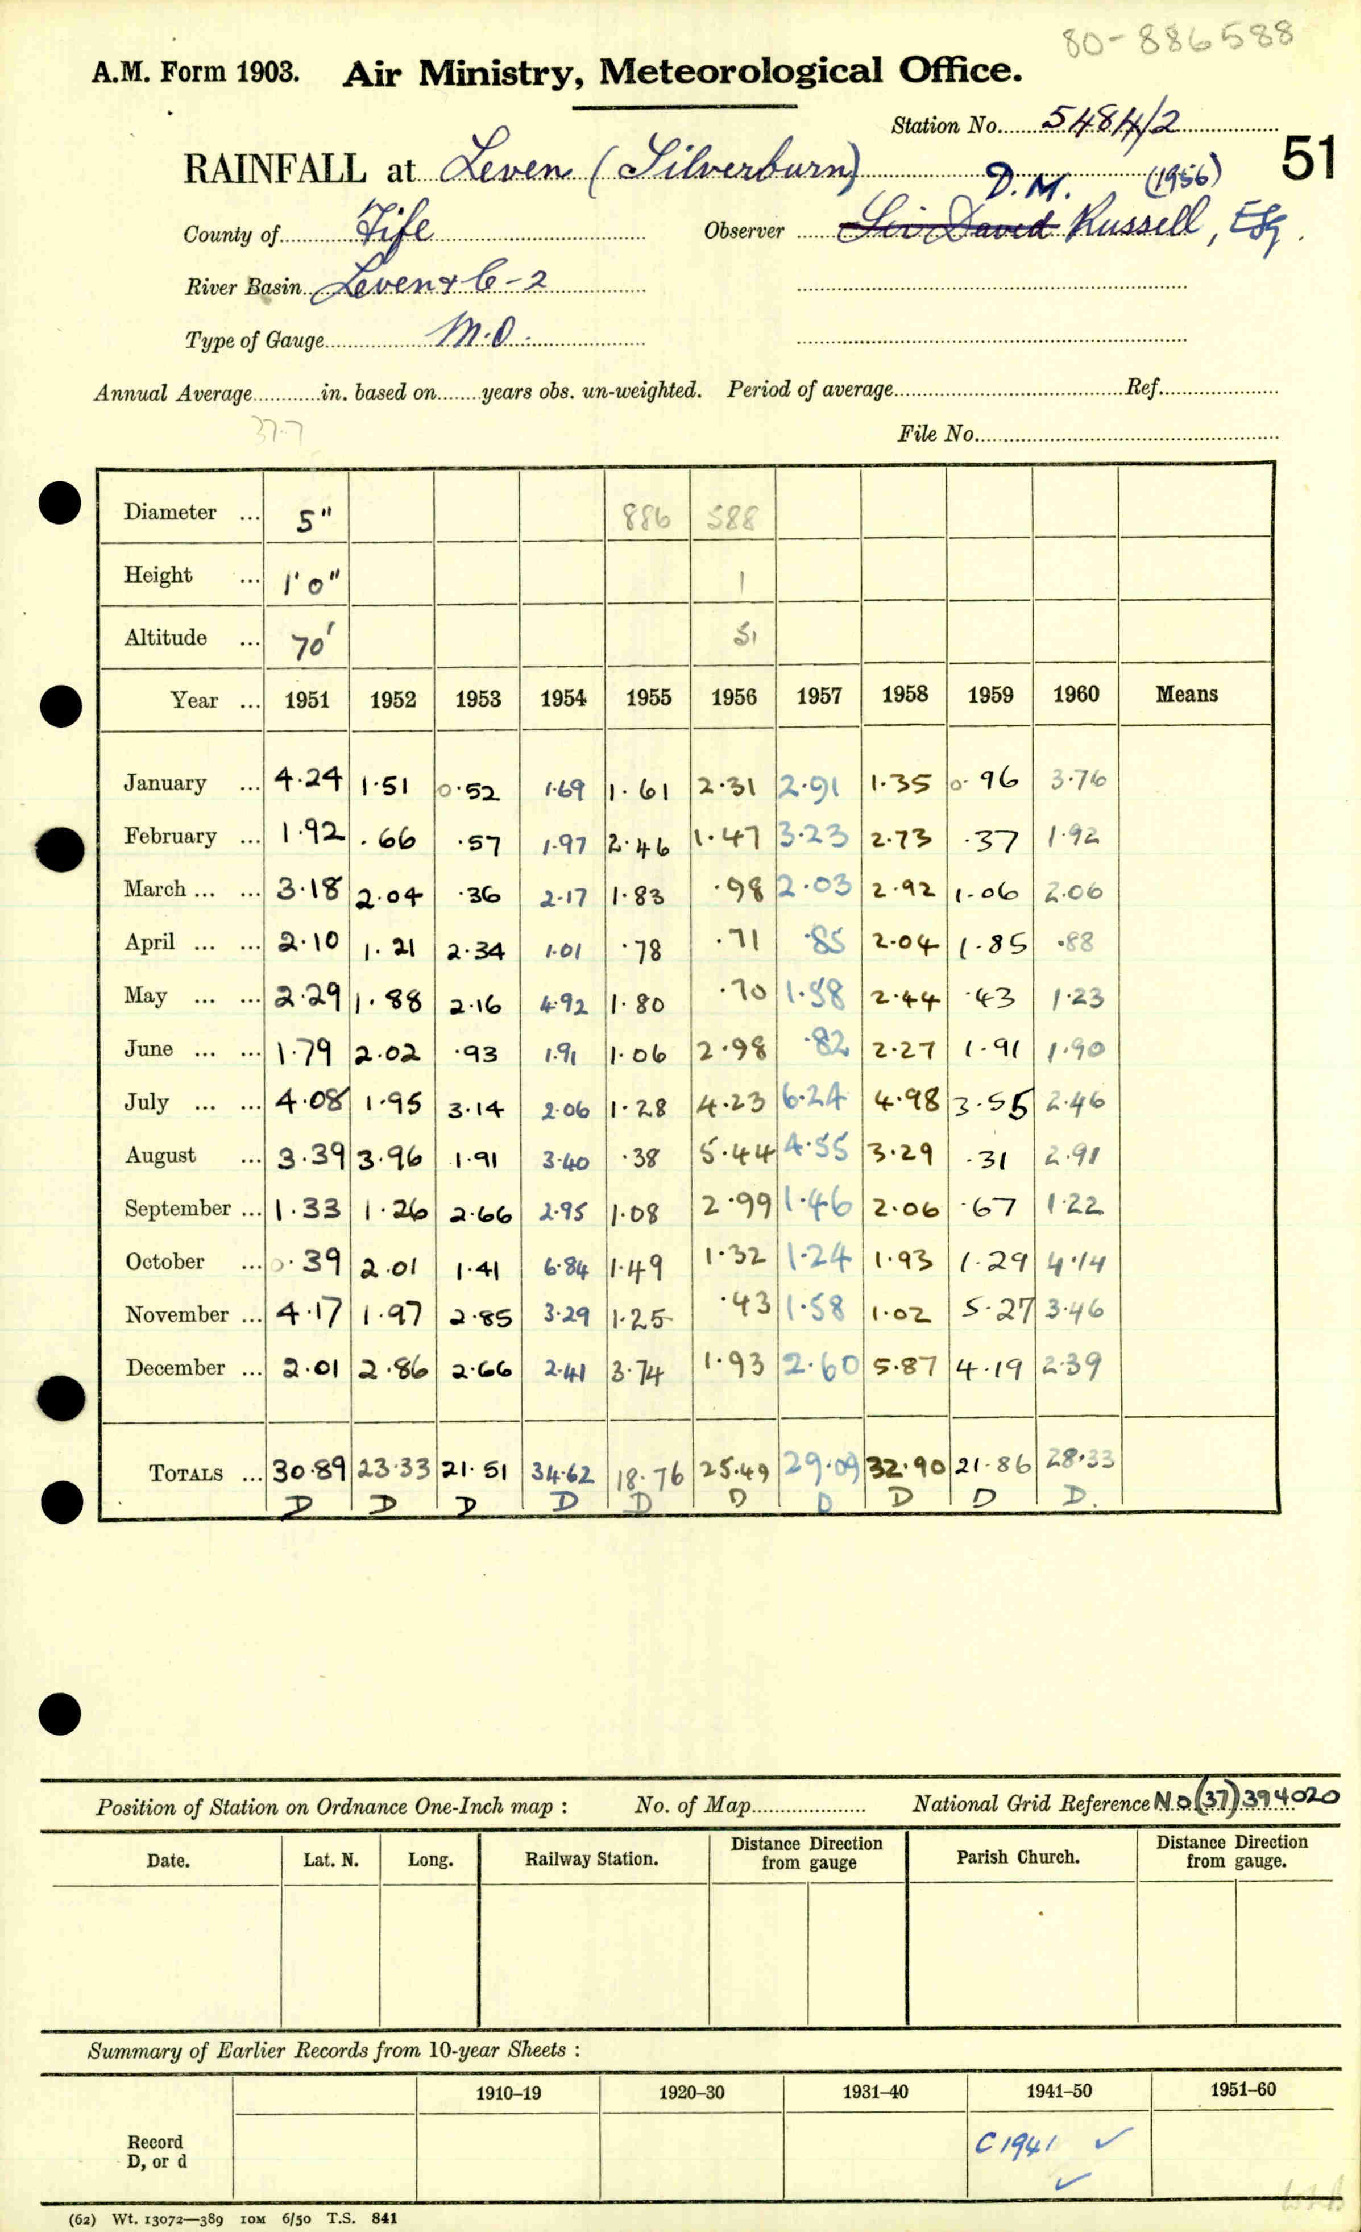 80-886588
A.M. Form 1903. Air Ministry, Meteorological Office.
Station No. 5484/2
RAINFALL at Leven (Silverburn) D.M. (1956) 51
County of Fife Observer Sir David Russell, Esq.
River Basin Leven & C-2
Type of Gauge M.O.
Annual Average in. based on years obs. un-weighted. Period of average Ref.
37.7
File No.
Diameter ... 5" 886 588
Height ... 1'0" 1
Altitude ... 70' 51
Year ... 1951 1952 1953 1954 1955 1956 1957 1958 1959 1960 Means
January ... 4.24 1.51 0.52 1.69 1.61 2.31 2.91 1.35 0.96 3.76
February ... 1.92 .66 .57 1.97 2.46 1.47 3.23 2.73 .37 1.92
March ... ... 3.18 2.04 .36 2.17 1.83 .98 2.03 2.92 1.06 2.06
April ... ... 2.10 1.21 2.34 1.01 .78 .71 .85 2.04 1.85 .88
May ... ... 2.29 1.88 2.16 4.92 1.80 .70 1.58 2.44 .43 1.23
June ... ... 1.79 2.02 .93 1.91 1.06 2.98 .82 2.27 1.91 1.90
July ... ... 4.08 1.95 3.14 2.06 1.28 4.23 6.24 4.98 3.55 2.46
August ... 3.39 3.96 1.91 3.40 .38 5.44 4.55 3.29 .31 2.91
September ... 1.33 1.26 2.66 2.95 1.08 2.99 1.46 2.06 .67 1.22
October ... 0.39 2.01 1.41 6.84 1.49 1.32 1.24 1.93 1.29 4.14
November ... 4.17 1.97 2.85 3.29 1.25 .43 1.58 1.02 5.27 3.46
December ... 2.01 2.86 2.66 2.41 3.74 1.93 2.60 5.87 4.19 2.39
TOTALS ... 30.89 23.33 21.51 34.62 18.76 25.49 29.09 32.90 21.86 28.33
D D D D D D D D D D.
Position of Station on Ordnance One-Inch map : No. of Map National Grid Reference NO(37)394020
Date. Lat. N. Long. Railway Station. Distance Direction from gauge Parish Church. Distance Direction from gauge.
Summary of Earlier Records from 10-year Sheets :
1910–19 1920–30 1931–40 1941–50 1951–60
Record D, or d C1941 ✓
✓
(62) Wt. 13072—389 10M 6/50 T.S. 841